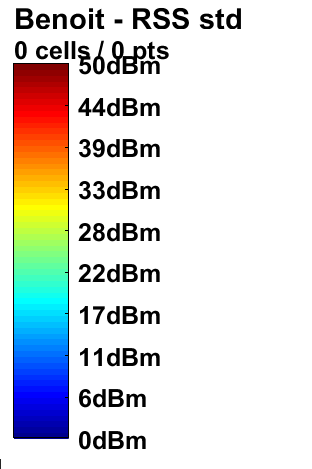 Benoit - RSS std
0 cells / 0 pts
50dBm
44dBm
39dBm
33dBm
28dBm
22dBm
17dBm
11dBm
6dBm
0dBm